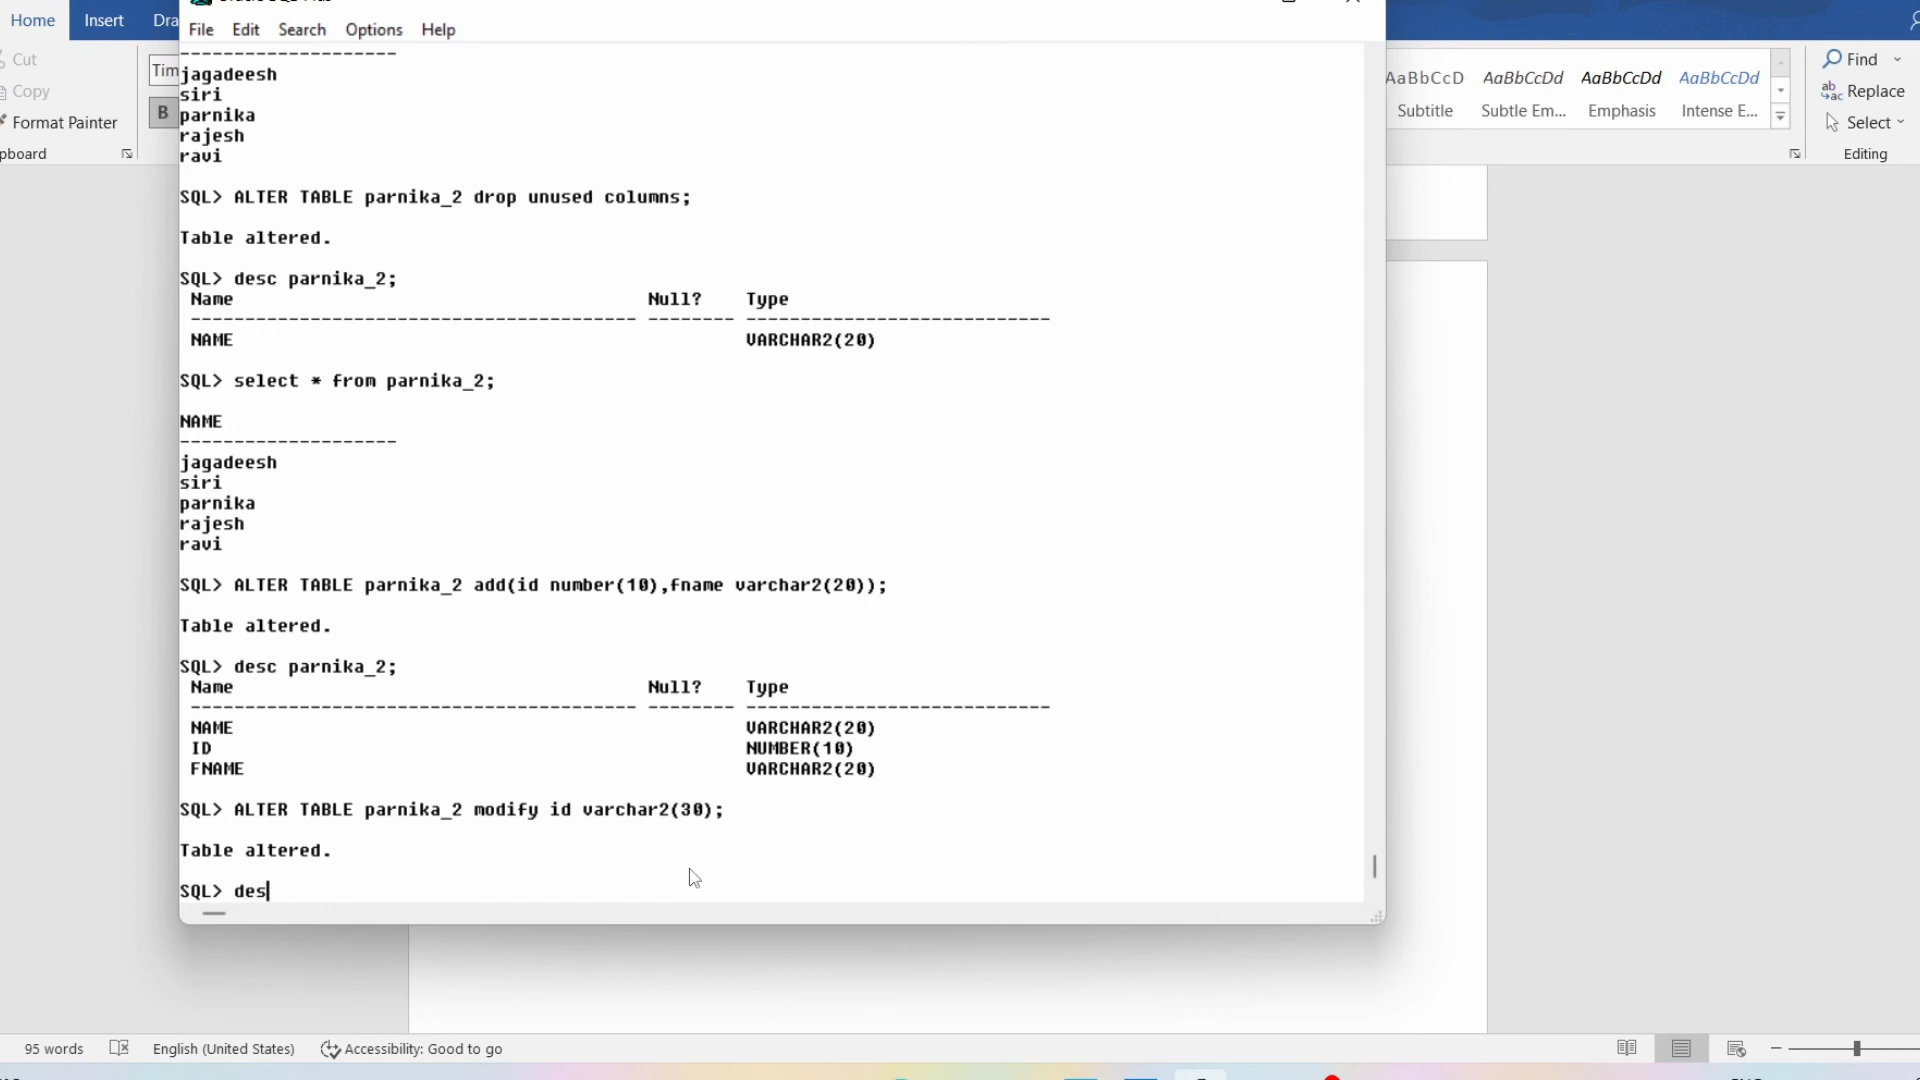 Home Insert
File Edit Search Options Help
Cut
Copy
Format Painter
B
AaBbCcD AaBbCcDd AaBbCcDd AaBbCcDd
Subtitle Subtle Em... Emphasis Intense E...
Find
Replace
Select
Editing
--------------------
jagadeesh
siri
parnika
rajesh
ravi
SQL> ALTER TABLE parnika_2 drop unused columns;
Table altered.
SQL> desc parnika_2;
Name Null? Type
----------------------------------------- -------- ----------------------------
NAME VARCHAR2(20)
SQL> select * from parnika_2;
NAME
--------------------
jagadeesh
siri
parnika
rajesh
ravi
SQL> ALTER TABLE parnika_2 add(id number(10),fname varchar2(20));
Table altered.
SQL> desc parnika_2;
Name Null? Type
----------------------------------------- -------- ----------------------------
NAME VARCHAR2(20)
ID NUMBER(10)
FNAME VARCHAR2(20)
SQL> ALTER TABLE parnika_2 modify id varchar2(30);
Table altered.
SQL> des
95 words English (United States) Accessibility: Good to go